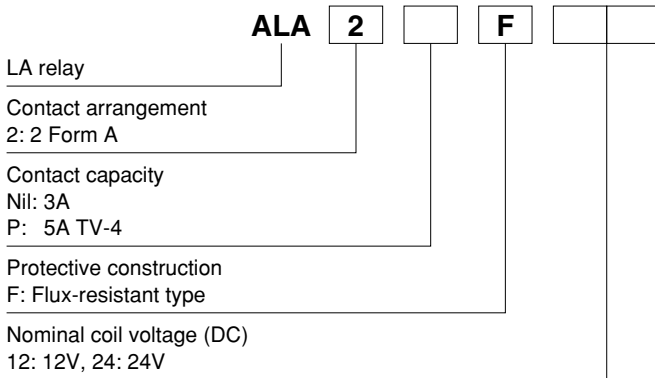 ALA 2 F
LA relay
Contact arrangement
2: 2 Form A
Contact capacity
Nil: 3A
P: 5A TV-4
Protective construction
F: Flux-resistant type
Nominal coil voltage (DC)
12: 12V, 24: 24V